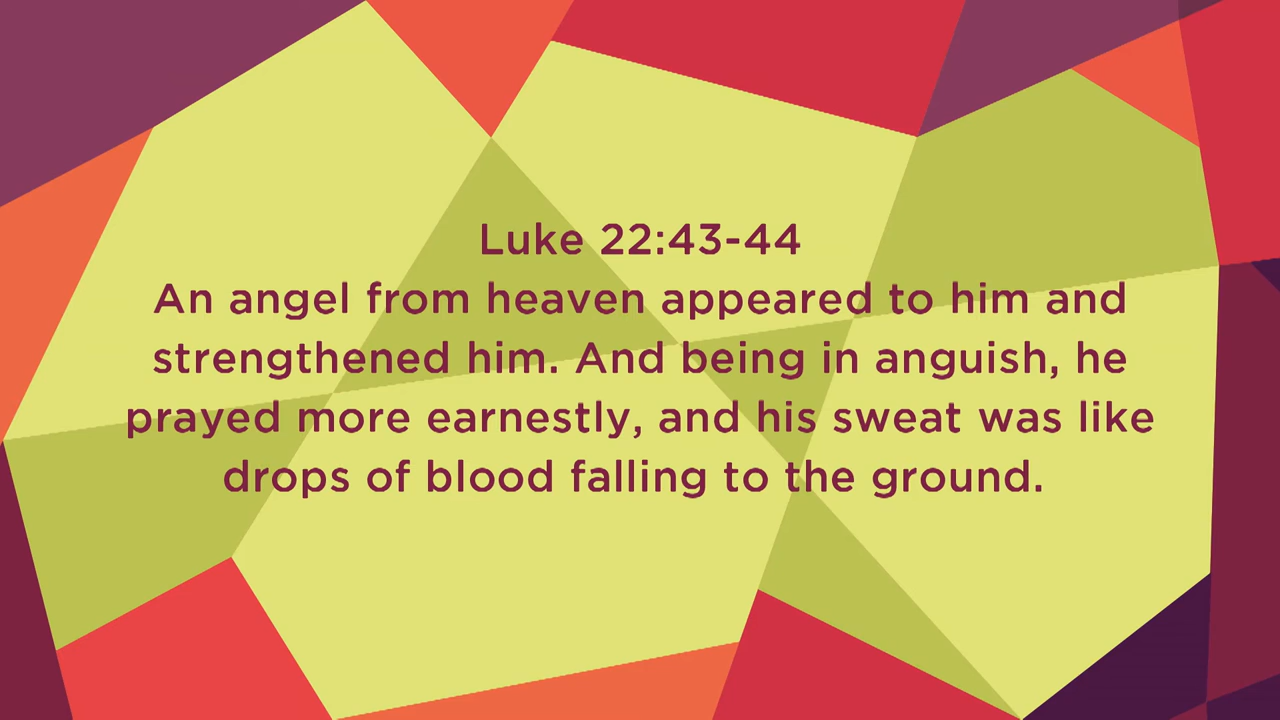 Luke 22:43-44
An angel from heaven appeared to him and
strengthened him. And being in anguish, he
prayed more earnestly, and his sweat was like
drops of blood falling to the ground.